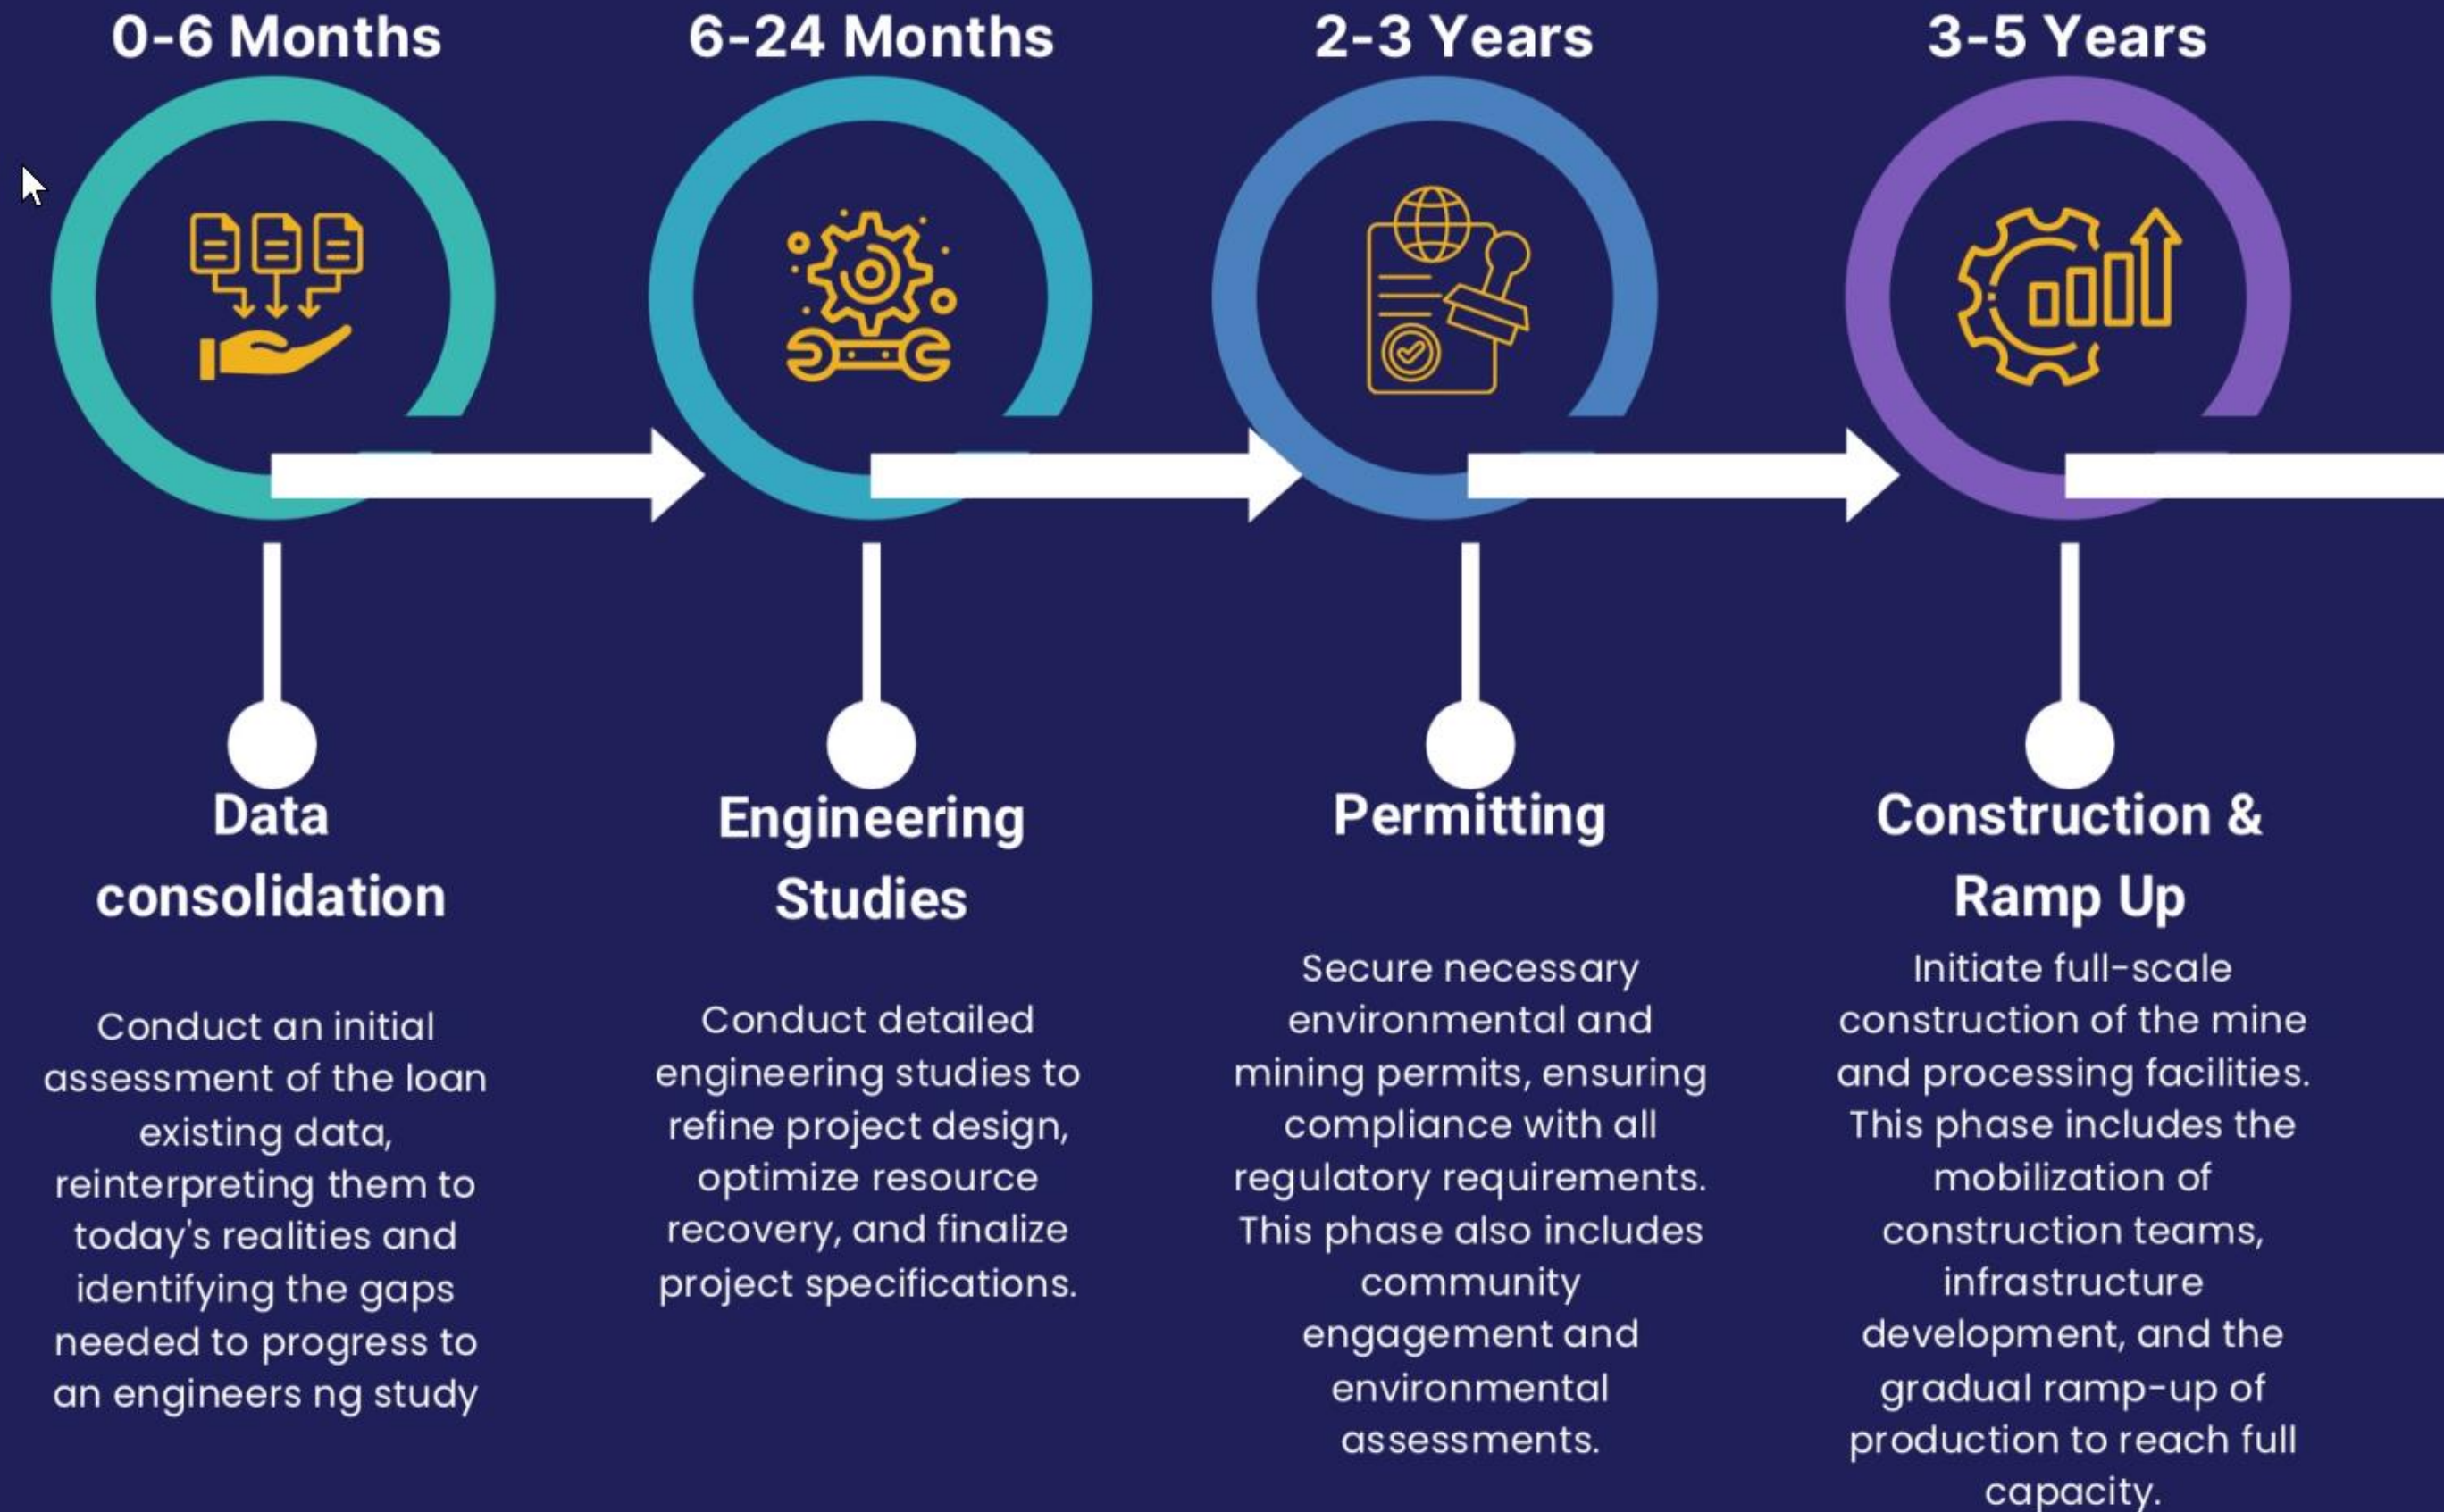 0-6 Months
6-24 Months
2-3 Years
3-5 Years
Data
consolidation
Conduct an initial
assessment of the loan
existing data,
reinterpreting them to
today's realities and
identifying the gaps
needed to progress to
an engineers ng study
Engineering
Studies
Conduct detailed
engineering studies to
refine project design,
optimize resource
recovery, and finalize
project specifications.
Permitting
Secure necessary
environmental and
mining permits, ensuring
compliance with all
regulatory requirements.
This phase also includes
community
engagement and
environmental
assessments.
Construction &
Ramp Up
Initiate full-scale
construction of the mine
and processing facilities.
This phase includes the
mobilization of
construction teams,
infrastructure
development, and the
gradual ramp-up of
production to reach full
capacity.